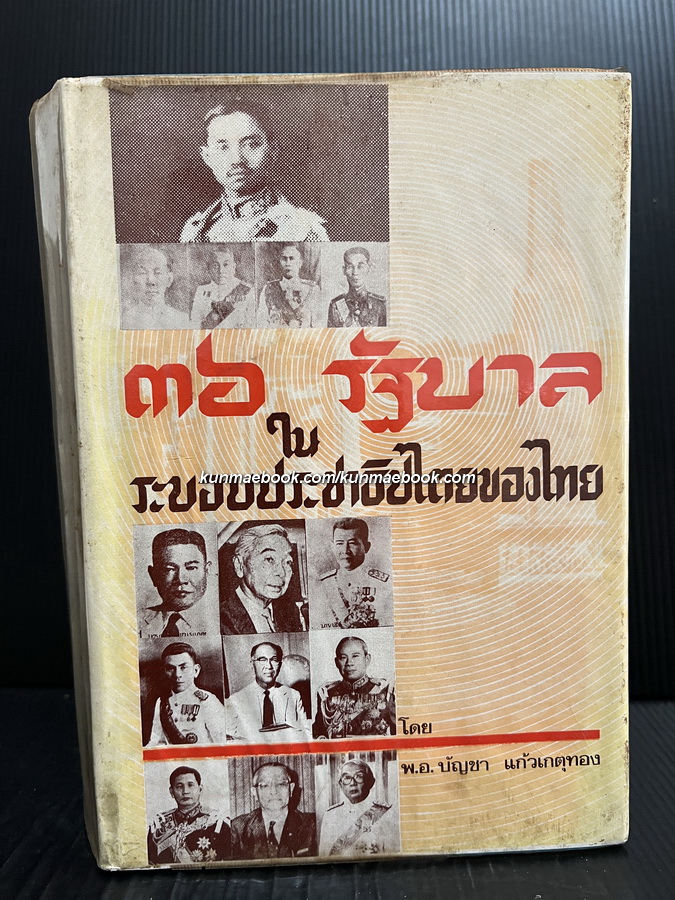 ๓๖ รัฐบาล
ใน
ระบอบประชาธิปไตยของไทย
kunmaebook.com/kunmaebook.com
โดย
พ.อ. บัญชา แก้วเกตุทอง